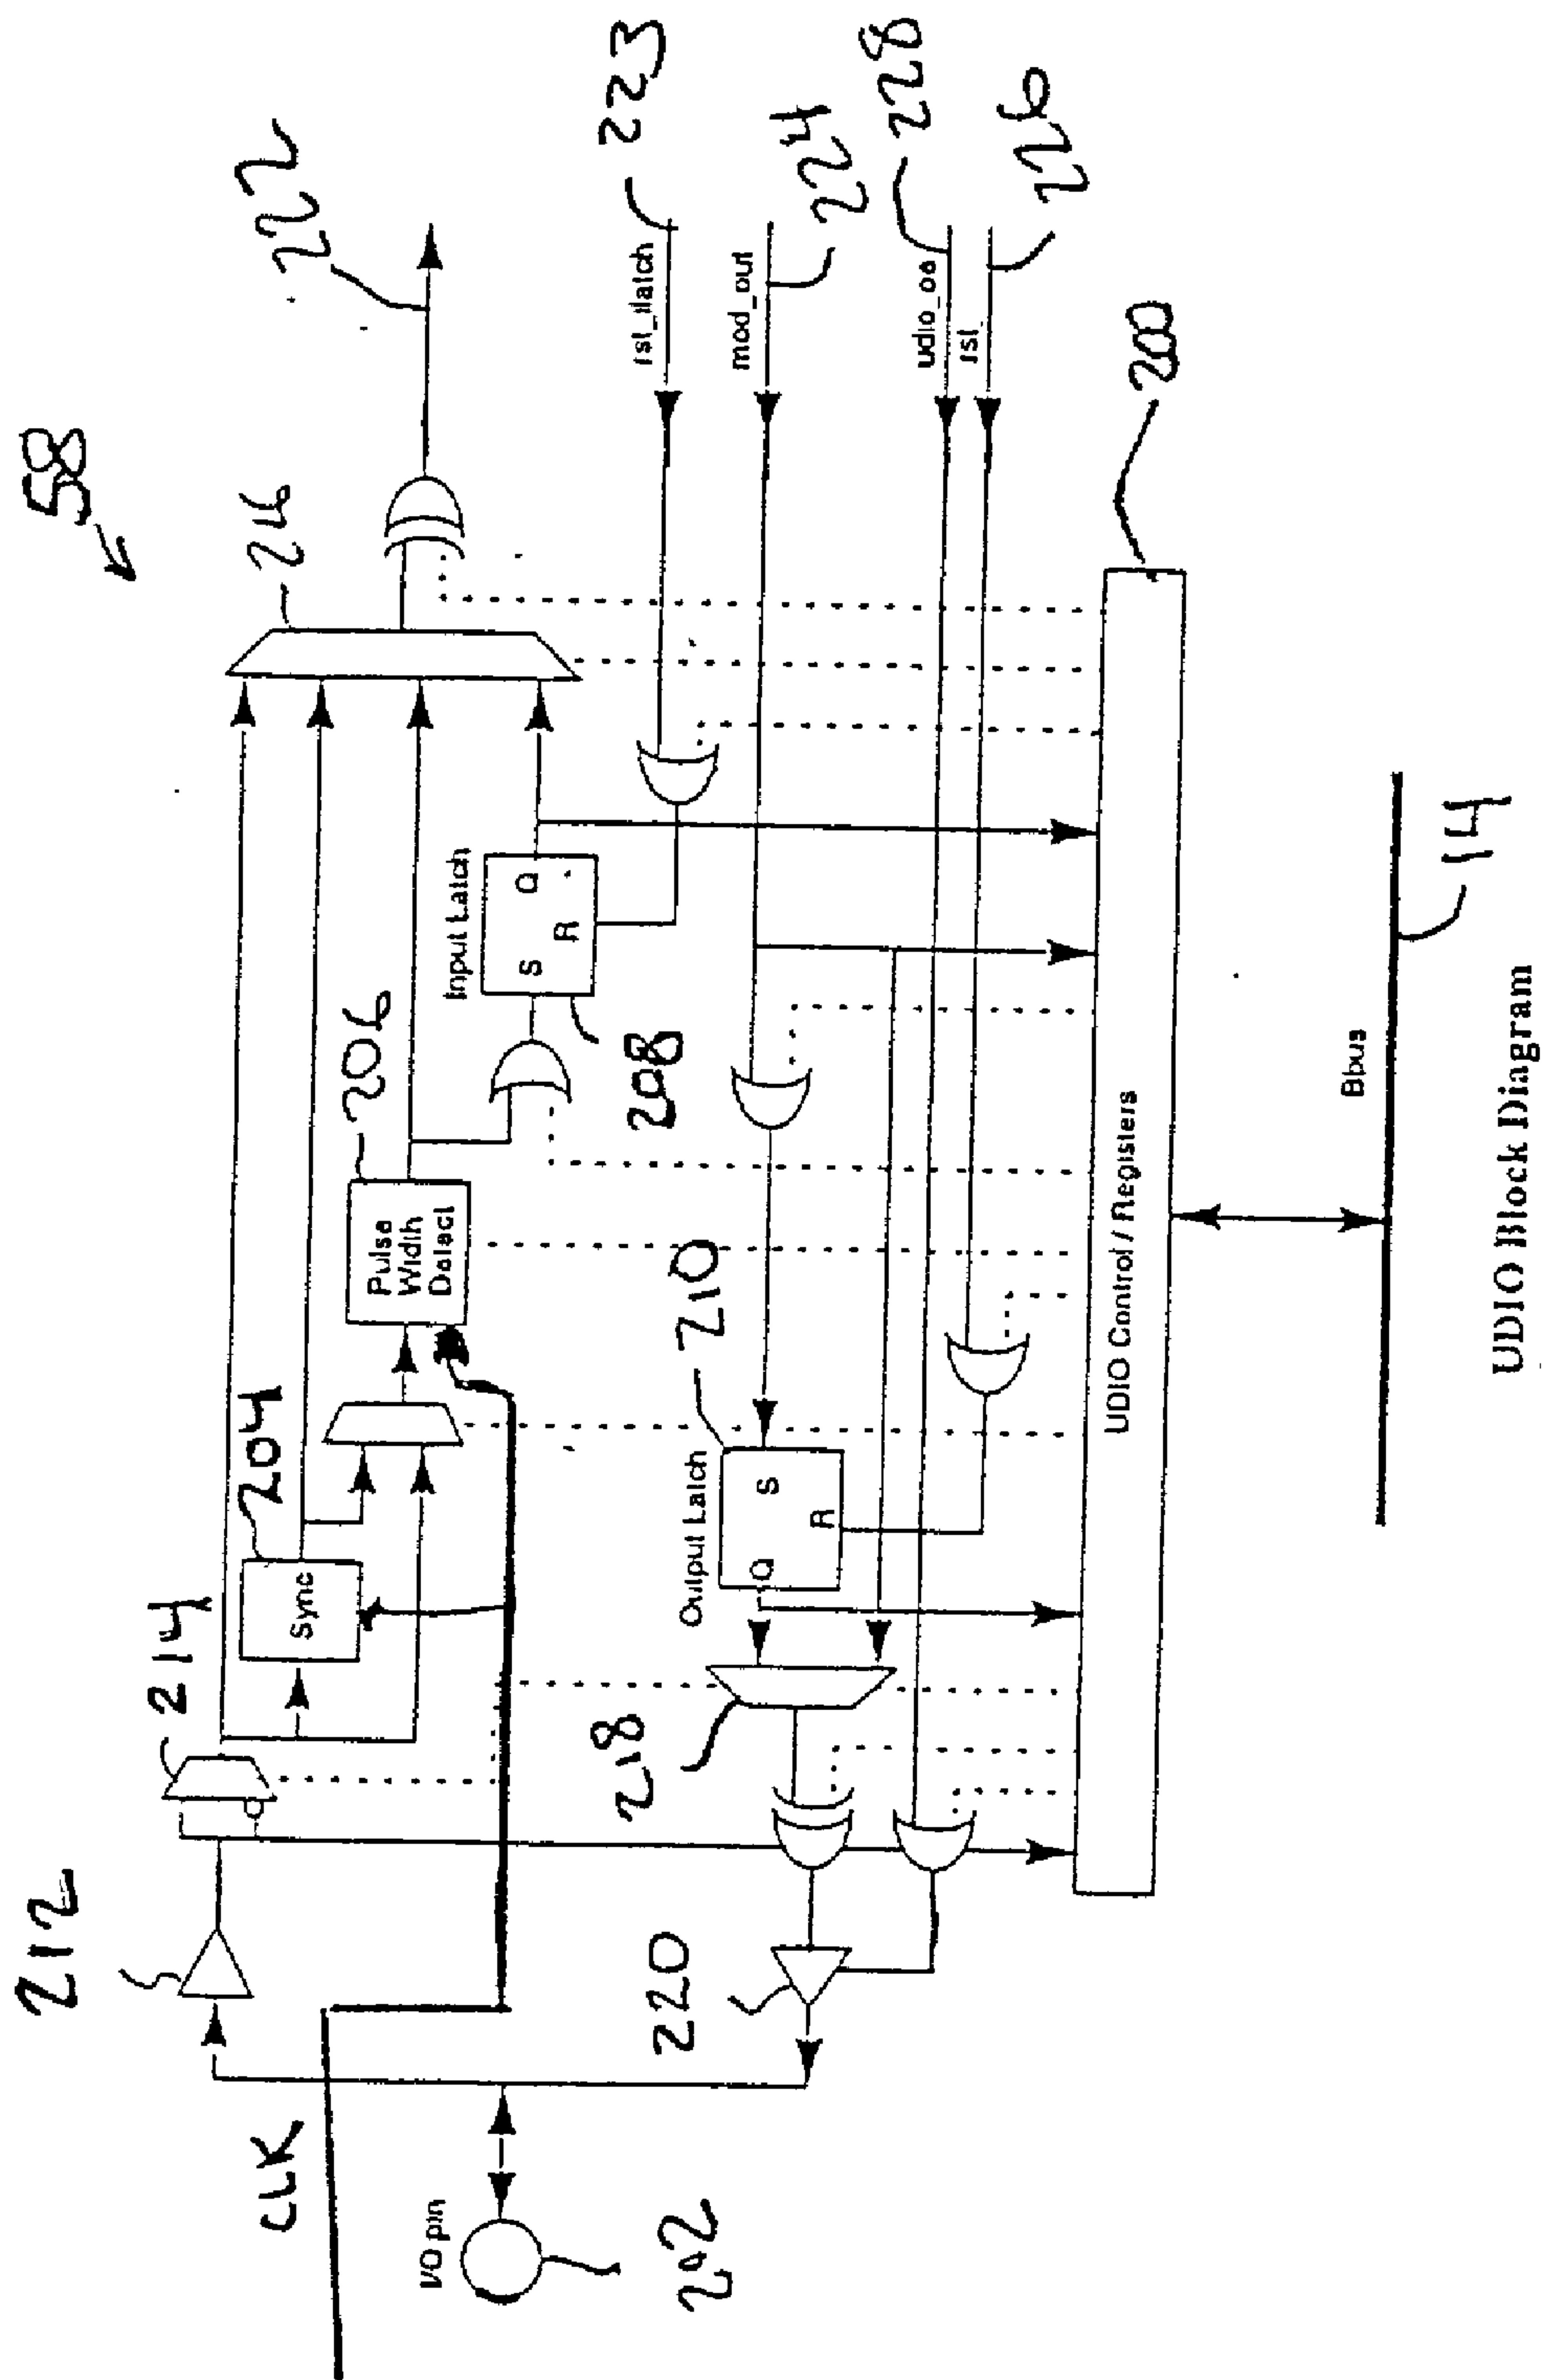 58
222
216
223
rst_ilatch
224
mod_out
228
udio_oe
226
rst
200
Input Latch
S
Q
R
208
206
Pulse
Width
Detect
204
Sync
214
212
210
Output Latch
Q
S
R
218
220
CLK
I/O pin
202
UDIO Control / Registers
Bbus
14
UDIO Block Diagram